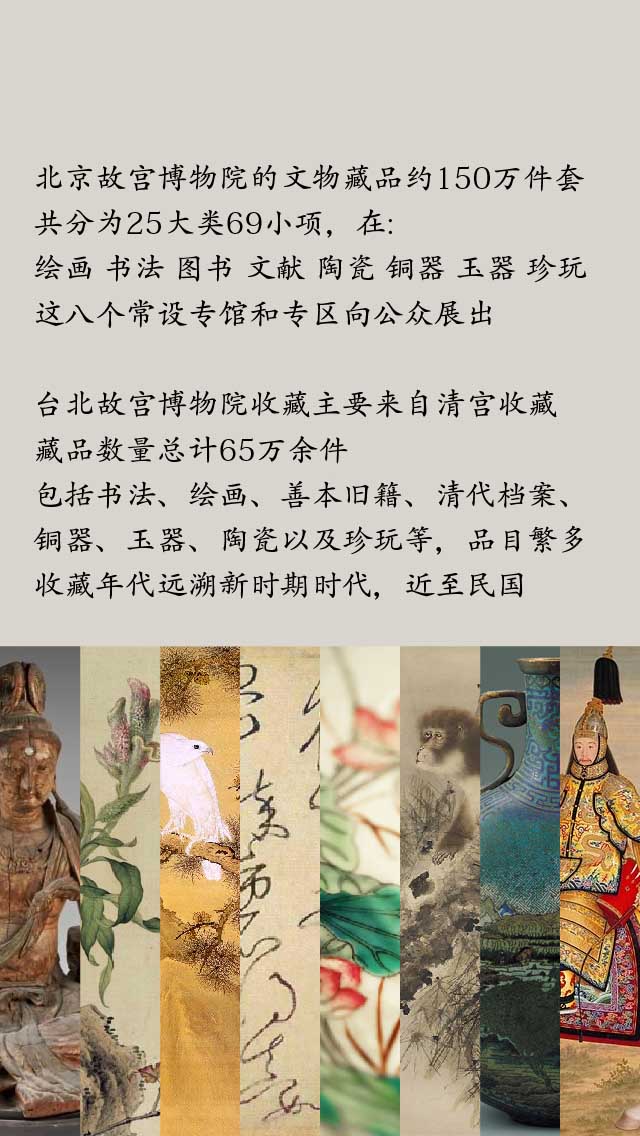 北京故宫博物院的文物藏品约150万件套
共分为25大类69小项，在:
绘画 书法 图书 文献 陶瓷 铜器 玉器 珍玩
这八个常设专馆和专区向公众展出
台北故宫博物院收藏主要来自清宫收藏
藏品数量总计65万余件
包括书法、绘画、善本旧籍、清代档案、
铜器、玉器、陶瓷以及珍玩等，品目繁多
收藏年代远溯新时期时代，近至民国